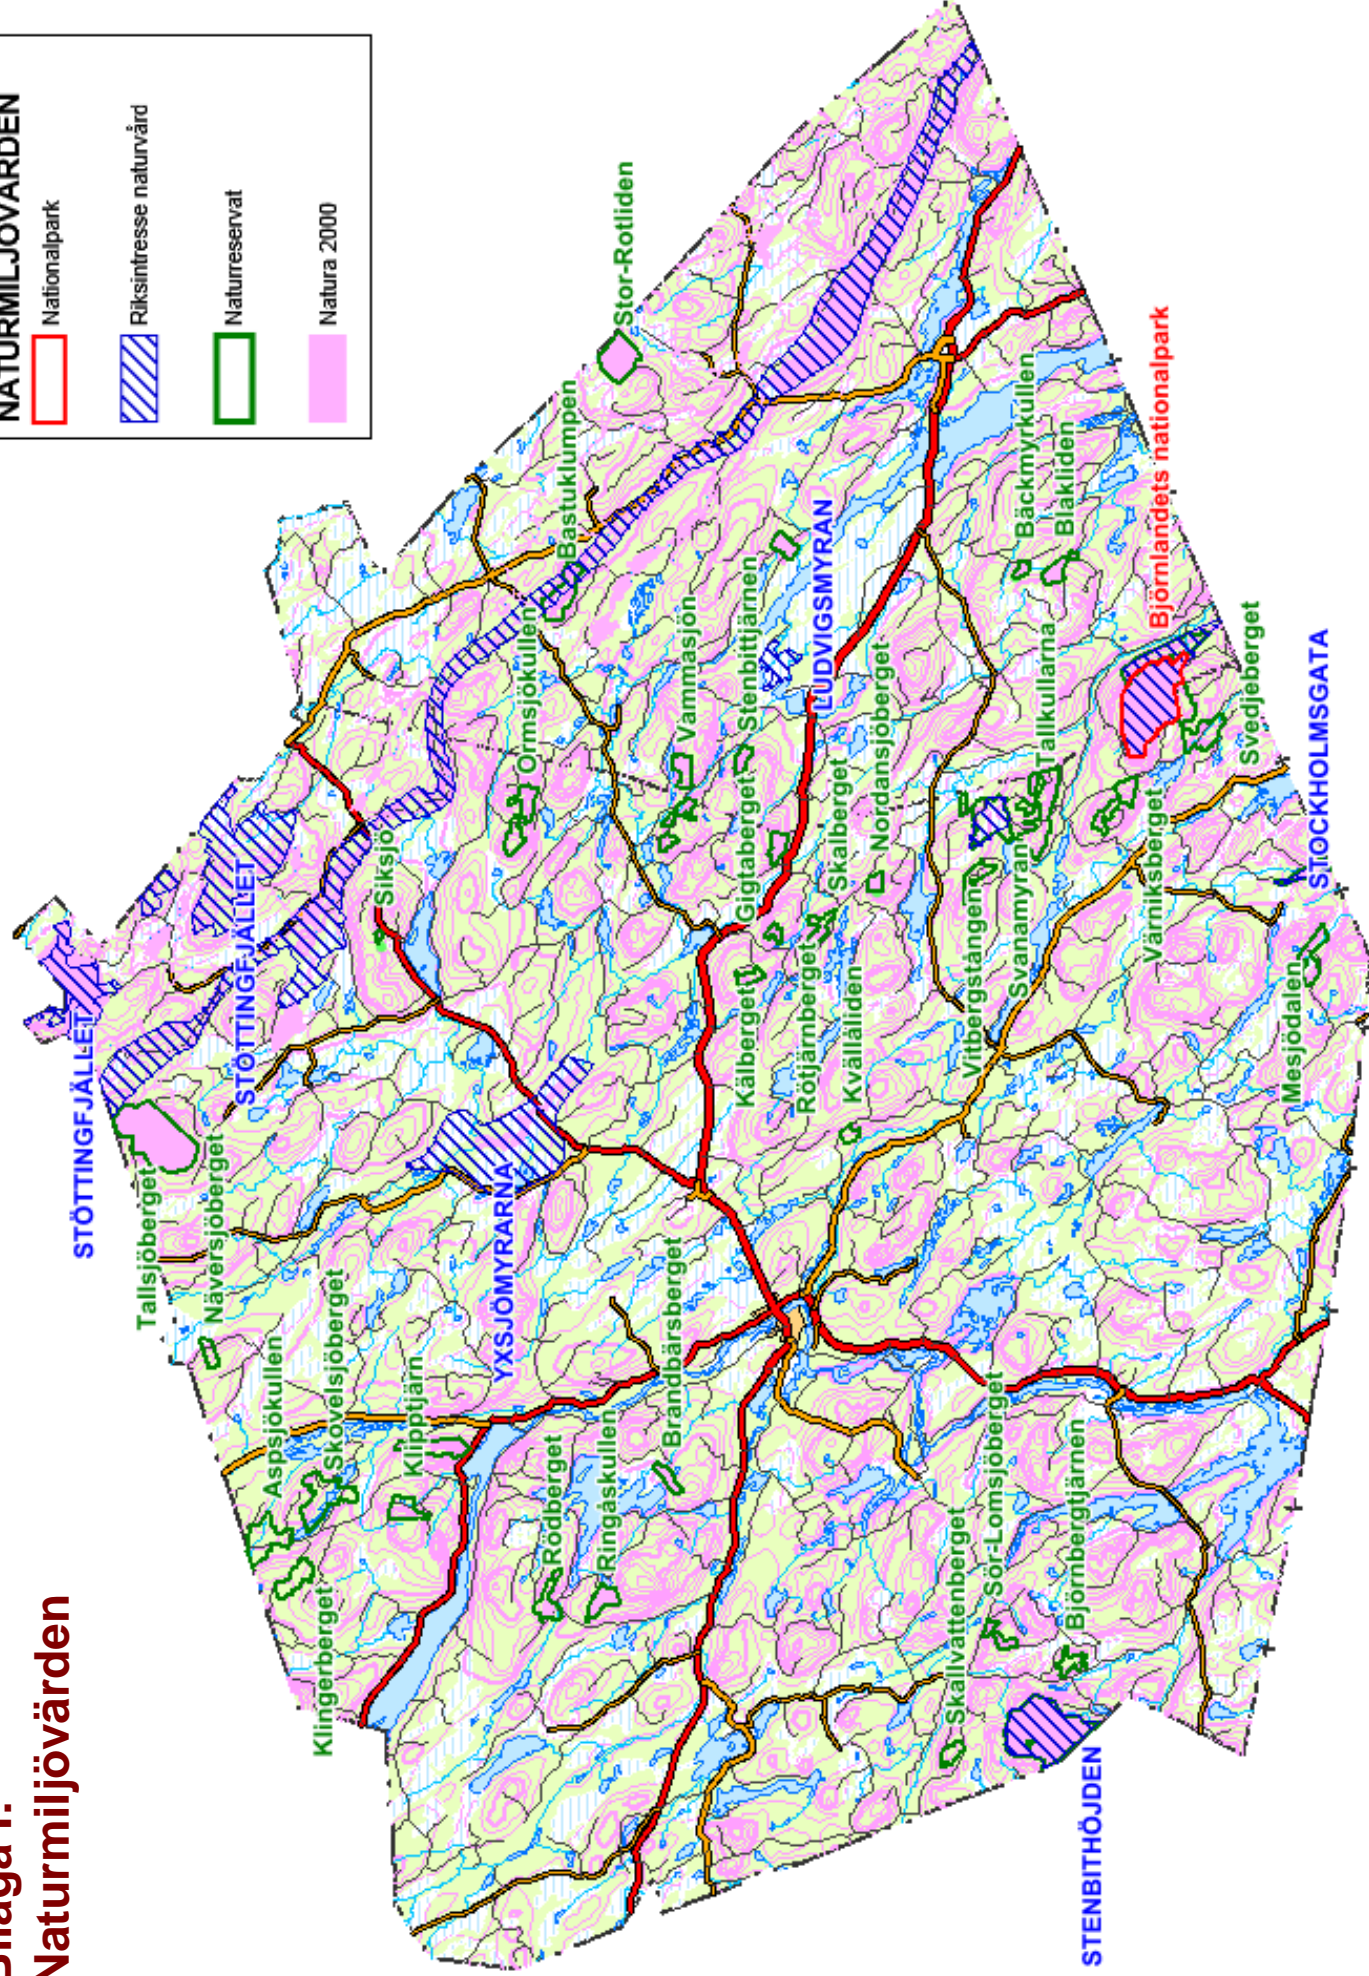 Bilaga 1.
Naturmiljövärden
NATURMILJÖVÄRDEN
Nationalpark
Riksintresse naturvård
Naturreservat
Natura 2000
STÖTTINGFJÄLLET
Tallsjöberget
Näversjöberget
STÖTTINGFJÄLLET
Aspsjökullen
Skovelsjöberget
Klingerberget
Klipptjärn
Siksjö
YXSJÖMYRARNA
Ormsjökullen
Bastuklumpen
Stor-Rotliden
Rödberget
Ringåskullen
Brandbärsberget
Vammasjön
Stenbittjärnen
Gigtaberget
Kälberget
LUDVIGSMYRAN
Rötjärnberget
Skalberget
Kvälläliden
Nordansjöberget
Skallvattenberget
Vitbergstängen
Sör-Lomsjöberget
Svanamyran
Tallkullarna
Bäckmyrkullen
Blakliden
Björnbergtjärnen
STENBITHÖJDEN
Värniksberget
Björnlandets nationalpark
Svedjeberget
Mesjödalen
STOCKHOLMSGATA